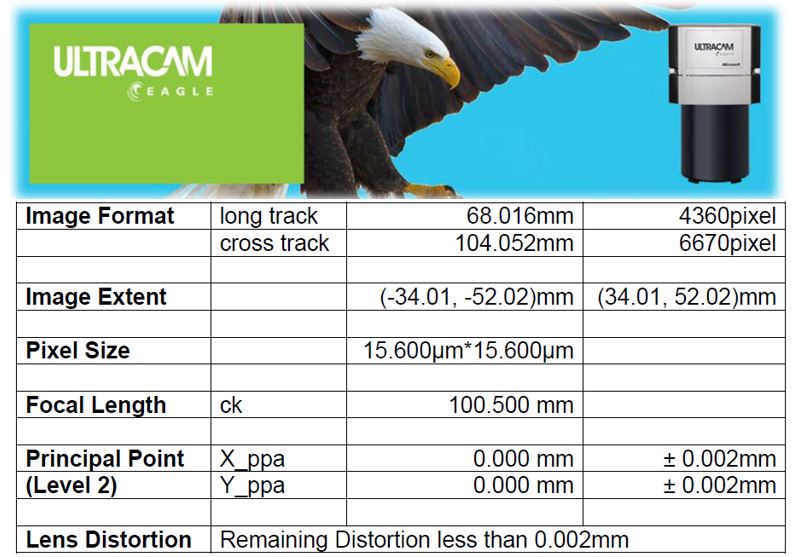 ULTRACAM
EAGLE
ULTRACAM
EAGLE
Microsoft
Image Format long track 68.016mm 4360pixel
cross track 104.052mm 6670pixel
Image Extent (-34.01, -52.02)mm (34.01, 52.02)mm
Pixel Size 15.600µm*15.600µm
Focal Length ck 100.500 mm
Principal Point X_ppa 0.000 mm ± 0.002mm
(Level 2) Y_ppa 0.000 mm ± 0.002mm
Lens Distortion Remaining Distortion less than 0.002mm